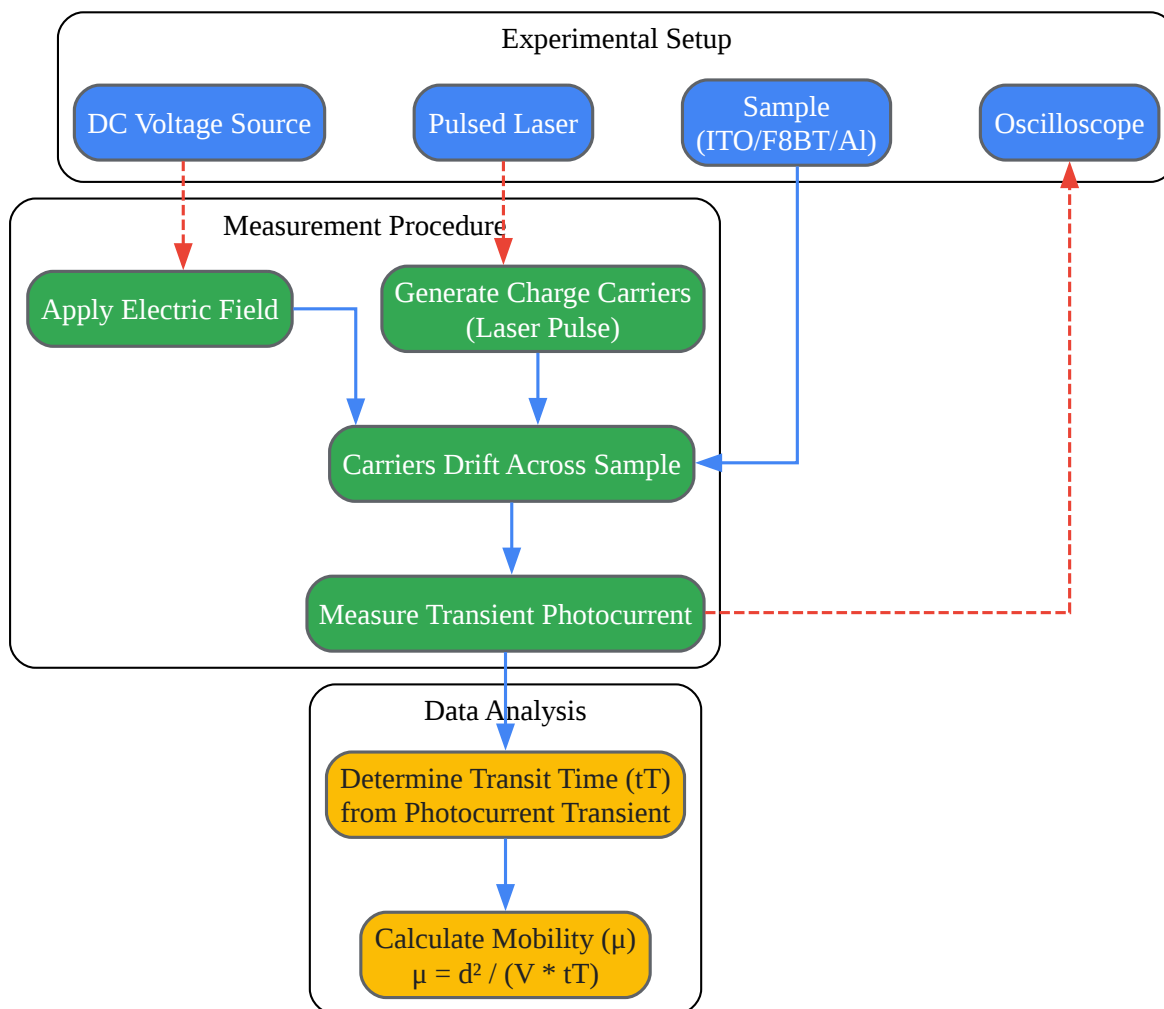 Experimental Setup
DC Voltage Source
Pulsed Laser
Sample
(ITO/F8BT/Al)
Oscilloscope
Measurement Procedure
Apply Electric Field
Generate Charge Carriers
(Laser Pulse)
Carriers Drift Across Sample
Measure Transient Photocurrent
Data Analysis
Determine Transit Time (tT)
from Photocurrent Transient
Calculate Mobility (μ)
μ = d² / (V * tT)